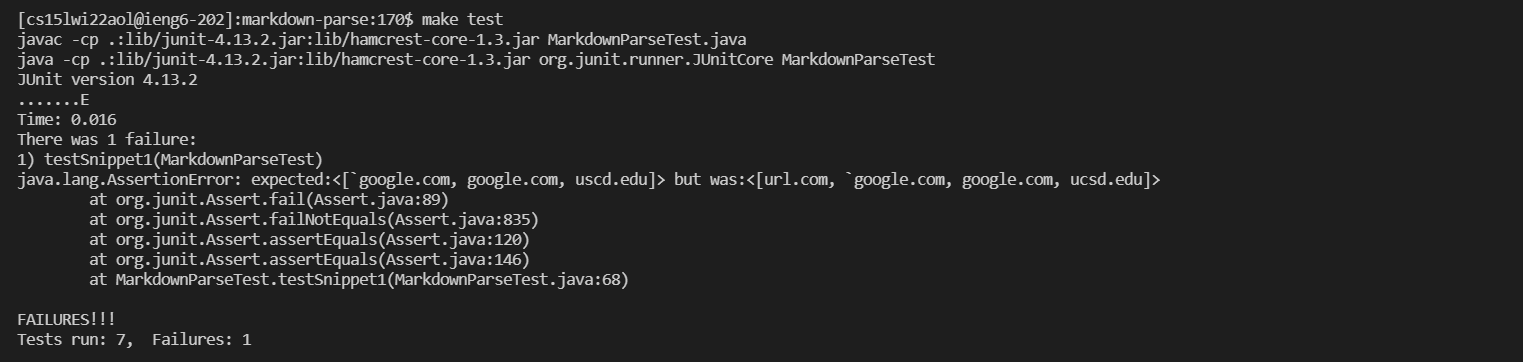 [cs15lwi22aol@ieng6-202]:markdown-parse:170$ make test
javac -cp .:lib/junit-4.13.2.jar:lib/hamcrest-core-1.3.jar MarkdownParseTest.java
java -cp .:lib/junit-4.13.2.jar:lib/hamcrest-core-1.3.jar org.junit.runner.JUnitCore MarkdownParseTest
JUnit version 4.13.2
.......E
Time: 0.016
There was 1 failure:
1) testSnippet1(MarkdownParseTest)
java.lang.AssertionError: expected:<[`google.com, google.com, uscd.edu]> but was:<[url.com, `google.com, google.com, ucsd.edu]>
        at org.junit.Assert.fail(Assert.java:89)
        at org.junit.Assert.failNotEquals(Assert.java:835)
        at org.junit.Assert.assertEquals(Assert.java:120)
        at org.junit.Assert.assertEquals(Assert.java:146)
        at MarkdownParseTest.testSnippet1(MarkdownParseTest.java:68)

FAILURES!!!
Tests run: 7,  Failures: 1